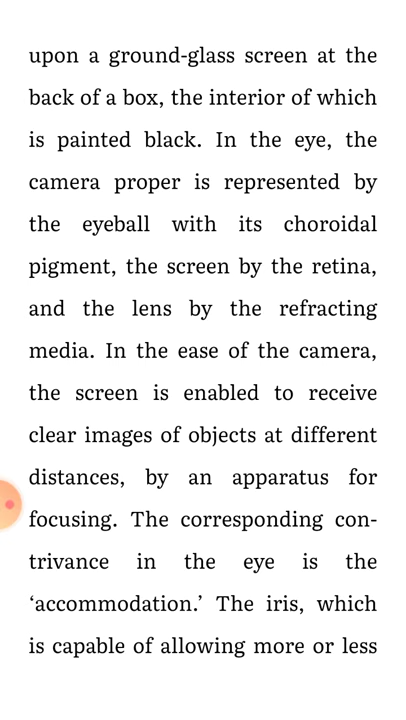 upon a ground-glass screen at the
back of a box, the interior of which
is painted black. In the eye, the
camera proper is represented by
the eyeball with its choroidal
pigment, the screen by the retina,
and the lens by the refracting
media. In the ease of the camera,
the screen is enabled to receive
clear images of objects at different
distances, by an apparatus for
focusing. The corresponding con-
trivance in the eye is the
‘accommodation.’ The iris, which
is capable of allowing more or less